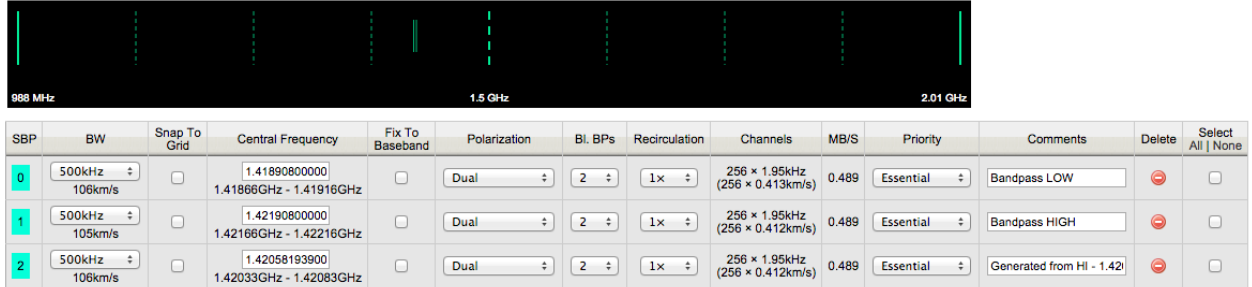 988 MHz 1.5 GHz 2.01 GHz
SBP BW Snap To Grid Central Frequency Fix To Baseband Polarization Bl. BPs Recirculation Channels MB/S Priority Comments Delete Select All | None
0 500kHz 1.41890800000 Dual 2 1x 256 × 1.95kHz 0.489 Essential Bandpass LOW
106km/s 1.41866GHz - 1.41916GHz (256 × 0.413km/s)
1 500kHz 1.42190800000 Dual 2 1x 256 × 1.95kHz 0.489 Essential Bandpass HIGH
105km/s 1.42166GHz - 1.42216GHz (256 × 0.412km/s)
2 500kHz 1.42058193900 Dual 2 1x 256 × 1.95kHz 0.489 Essential Generated from HI - 1.42
106km/s 1.42033GHz - 1.42083GHz (256 × 0.412km/s)